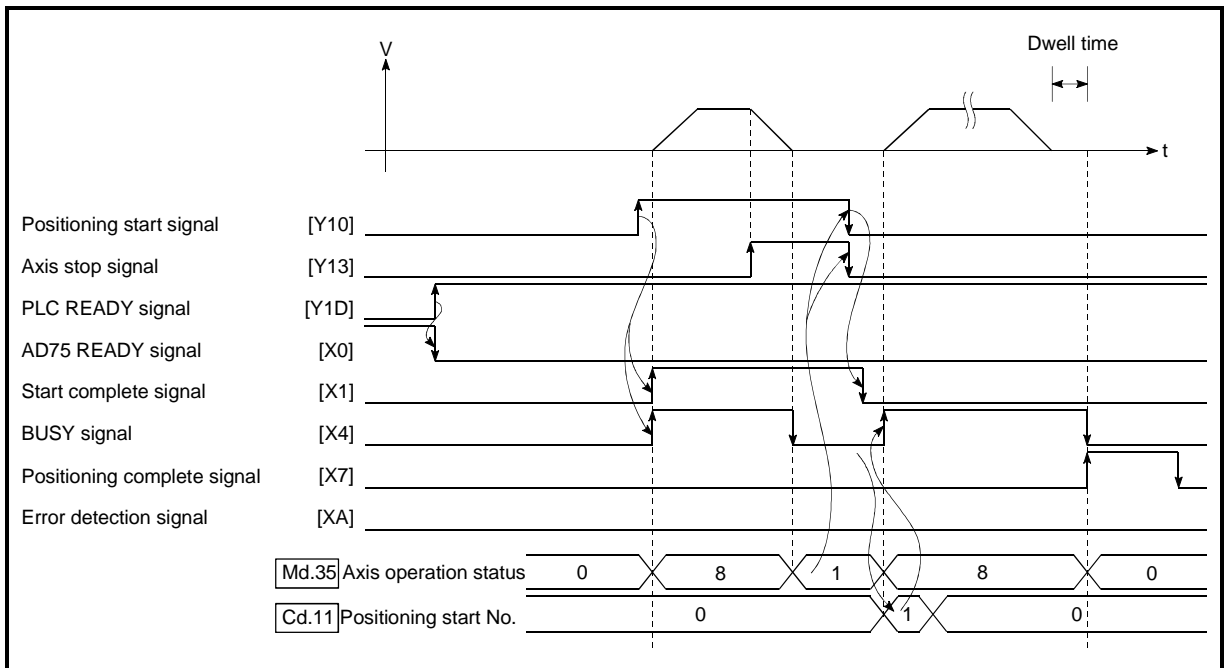 V
Dwell time
t
Positioning start signal [Y10]
Axis stop signal [Y13]
PLC READY signal [Y1D]
AD75 READY signal [X0]
Start complete signal [X1]
BUSY signal [X4]
Positioning complete signal [X7]
Error detection signal [XA]
Md.35 Axis operation status 0 8 1 8 0
Cd.11 Positioning start No. 0 1 0